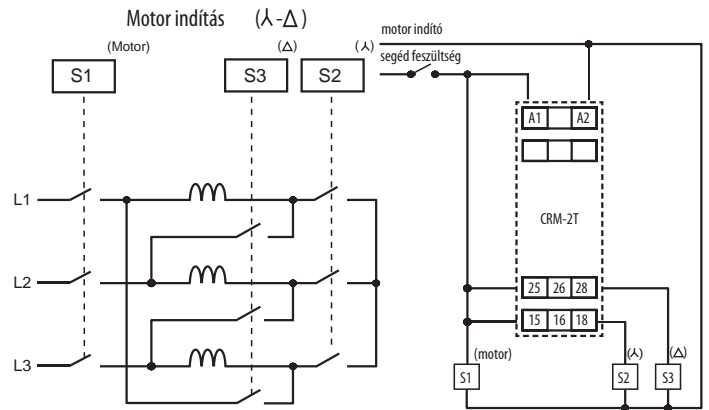 Motor indítás (⅄-Δ)
(Motor)
(Δ)
(⅄)
S1
S3
S2
motor indító
segéd feszültség
A1
A2
CRM-2T
L1
L2
L3
25
26
28
15
16
18
(motor)
(⅄)
(Δ)
S1
S2
S3